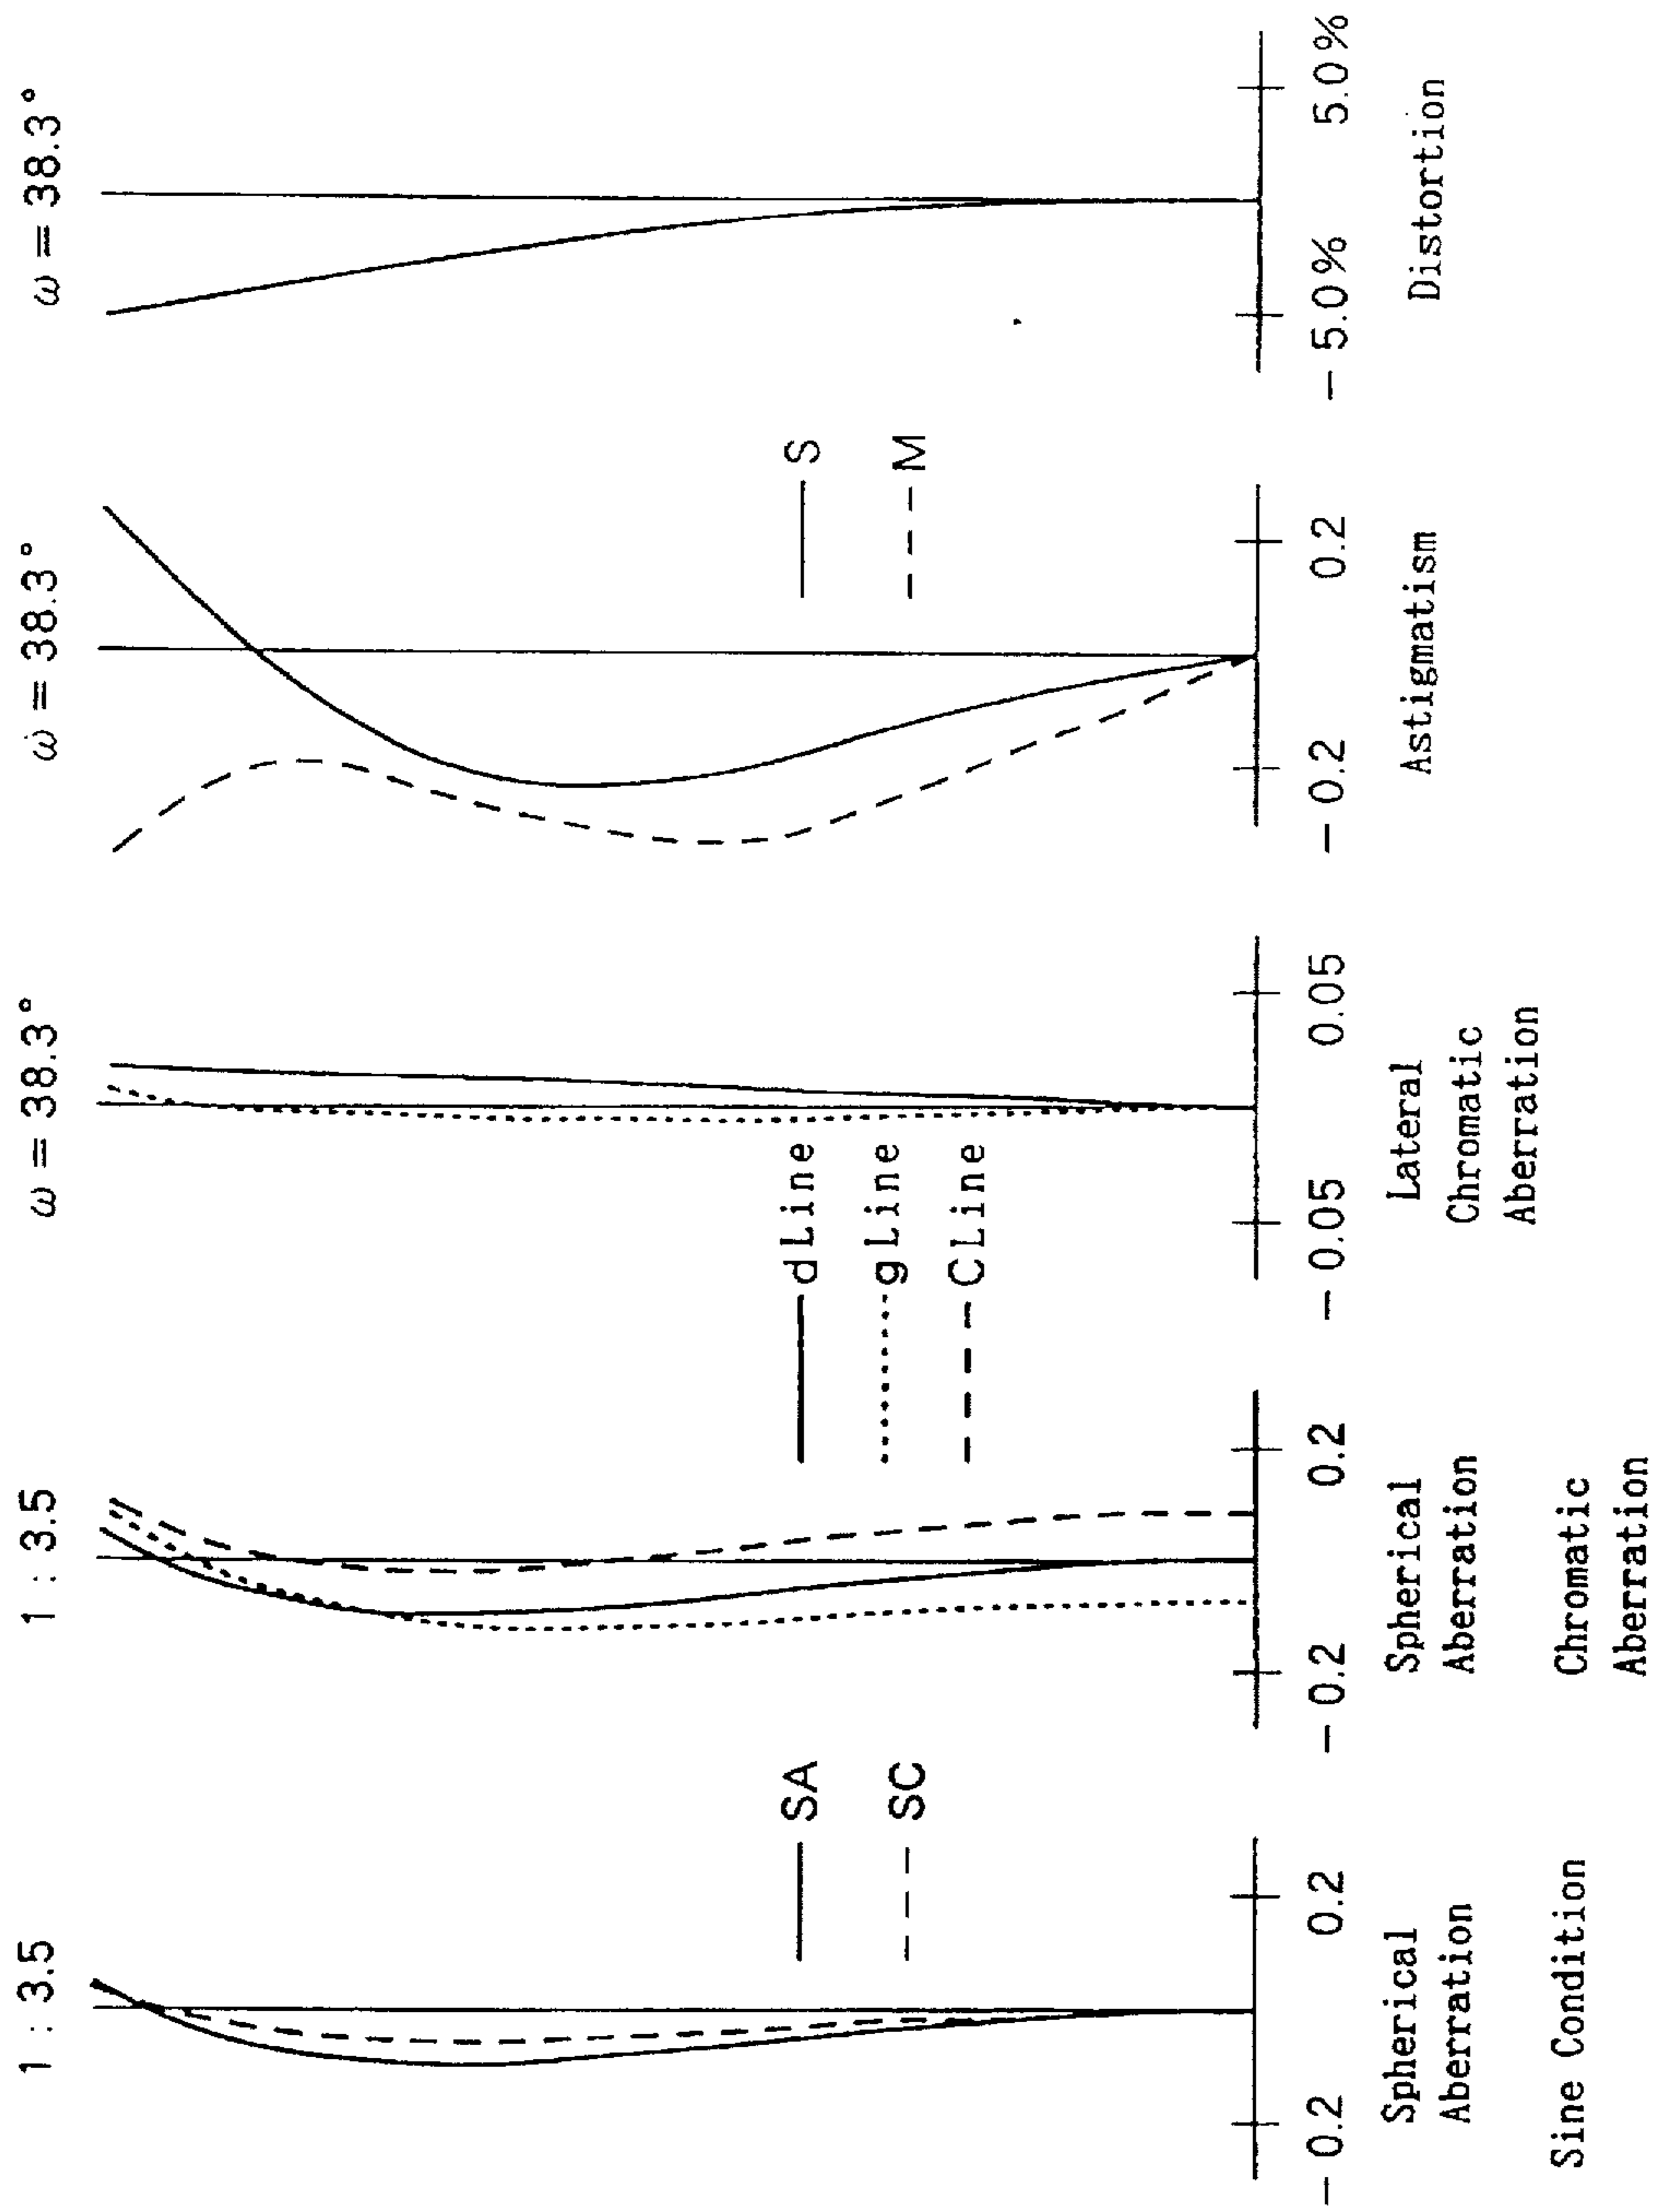 1 : 3.5
SA
SC
−0.2
0.2
Spherical
Aberration
Sine Condition
1 : 3.5
dLine
gLine
CLine
−0.2
0.2
Spherical
Aberration
Chromatic
Aberration
ω = 38.3°
−0.05
0.05
Lateral
Chromatic
Aberration
ω = 38.3°
S
M
−0.2
0.2
Astigmatism
ω = 38.3°
−5.0%
5.0%
Distortion